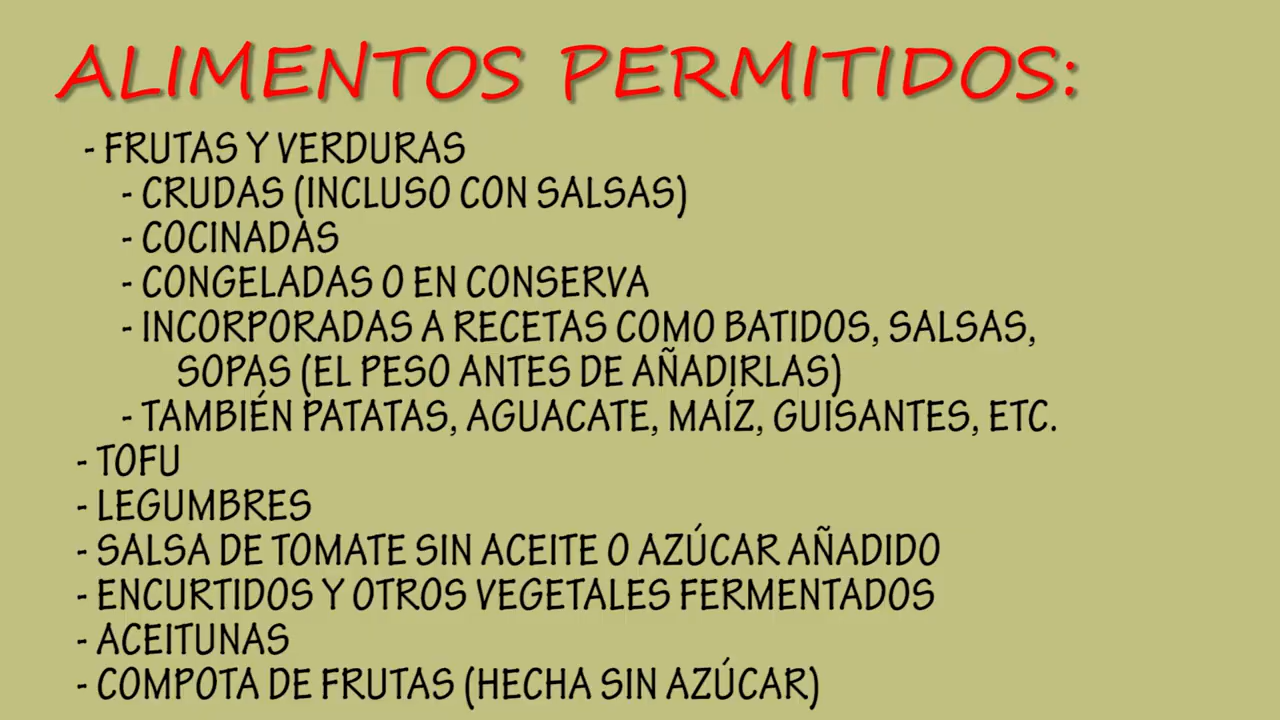 ALIMENTOS PERMITIDOS:
- FRUTAS Y VERDURAS
- CRUDAS (INCLUSO CON SALSAS)
- COCINADAS
- CONGELADAS O EN CONSERVA
- INCORPORADAS A RECETAS COMO BATIDOS, SALSAS,
SOPAS (EL PESO ANTES DE AÑADIRLAS)
- TAMBIÉN PATATAS, AGUACATE, MAÍZ, GUISANTES, ETC.
- TOFU
- LEGUMBRES
- SALSA DE TOMATE SIN ACEITE O AZÚCAR AÑADIDO
- ENCURTIDOS Y OTROS VEGETALES FERMENTADOS
- ACEITUNAS
- COMPOTA DE FRUTAS (HECHA SIN AZÚCAR)